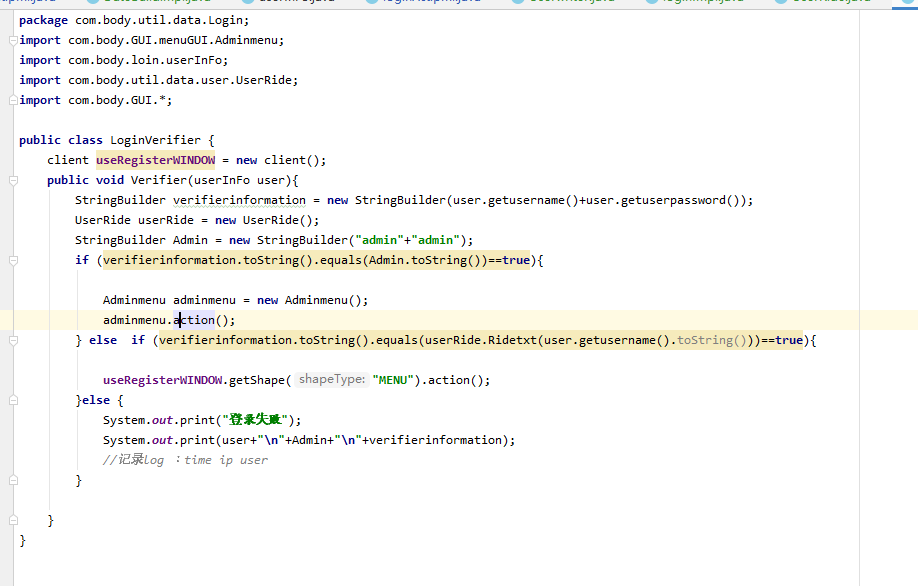 package com.body.util.data.Login;
import com.body.GUI.menuGUI.Adminmenu;
import com.body.loin.userInFo;
import com.body.util.data.user.UserRide;
import com.body.GUI.*;
public class LoginVerifier {
client useRegisterWINDOW = new client();
public void Verifier(userInFo user){
StringBuilder verifierinformation = new StringBuilder(user.getusername()+user.getuserpassword());
UserRide userRide = new UserRide();
StringBuilder Admin = new StringBuilder("admin"+"admin");
if (verifierinformation.toString().equals(Admin.toString())==true){
Adminmenu adminmenu = new Adminmenu();
adminmenu.action();
} else  if (verifierinformation.toString().equals(userRide.Ridetxt(user.getusername().toString()))==true){
useRegisterWINDOW.getShape( shapeType: "MENU").action();
}else {
System.out.print("登录失败");
System.out.print(user+"\n"+Admin+"\n"+verifierinformation);
//记录log ：time ip user
}
}
}